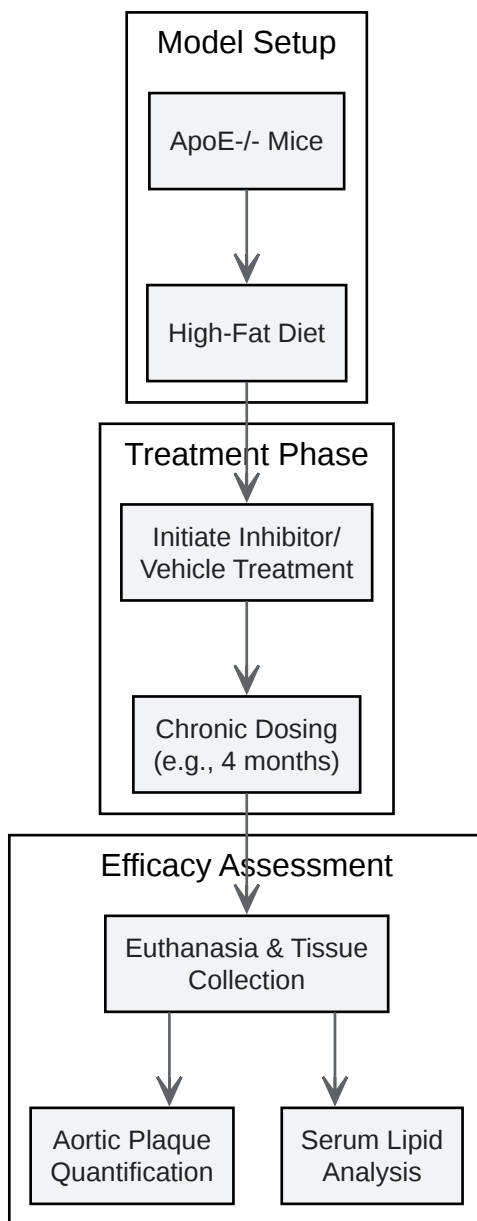 Model Setup
ApoE-/- Mice
High-Fat Diet
Treatment Phase
Initiate Inhibitor/
Vehicle Treatment
Chronic Dosing
(e.g., 4 months)
Efficacy Assessment
Euthanasia & Tissue
Collection
Aortic Plaque
Quantification
Serum Lipid
Analysis